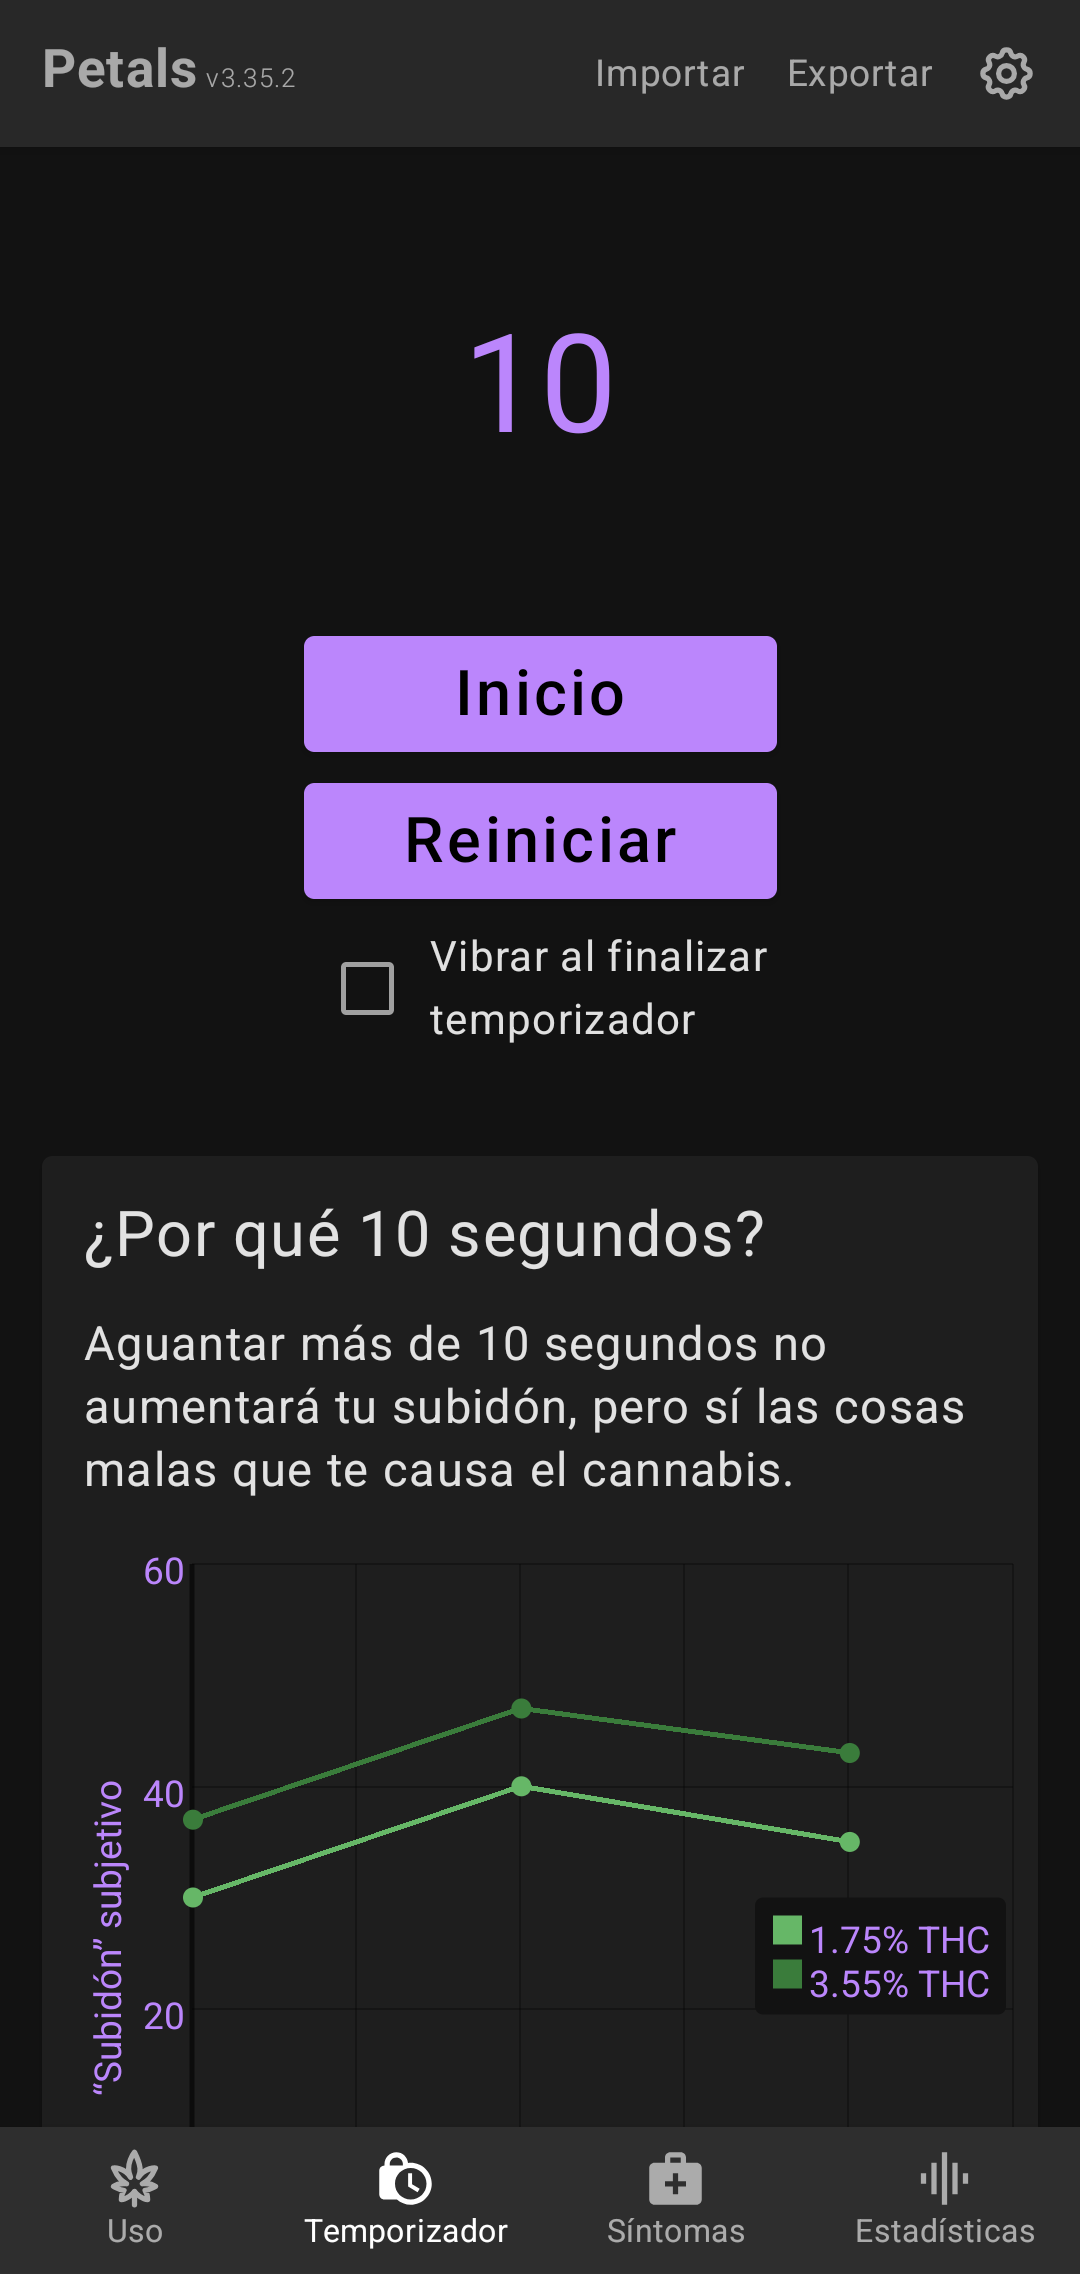 Petals v3.35.2
Importar
Exportar
10
Inicio
Reiniciar
Vibrar al finalizar
temporizador
¿Por qué 10 segundos?
Aguantar más de 10 segundos no
aumentará tu subidón, pero sí las cosas
malas que te causa el cannabis.
60
40
20
“Subidón” subjetivo
1.75% THC
3.55% THC
Uso
Temporizador
Síntomas
Estadísticas